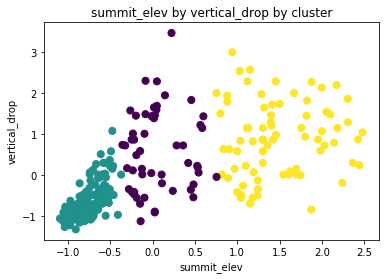 summit_elev by vertical_drop by cluster
vertical_drop
3
2
1
0
−1
−1.0 −0.5 0.0 0.5 1.0 1.5 2.0 2.5
summit_elev